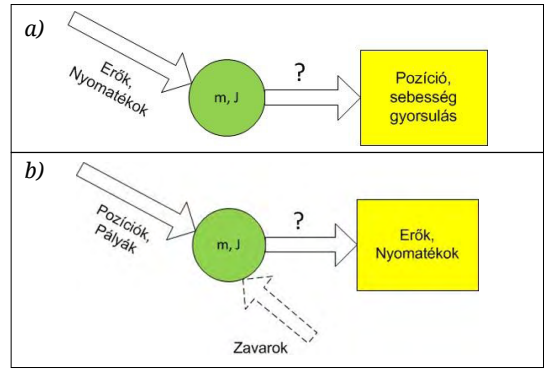 a)
Erők,
Nyomatékok
m, J
?
Pozíció,
sebesség
gyorsulás
b)
Pozíciók,
Pályák
m, J
?
Erők,
Nyomatékok
Zavarok